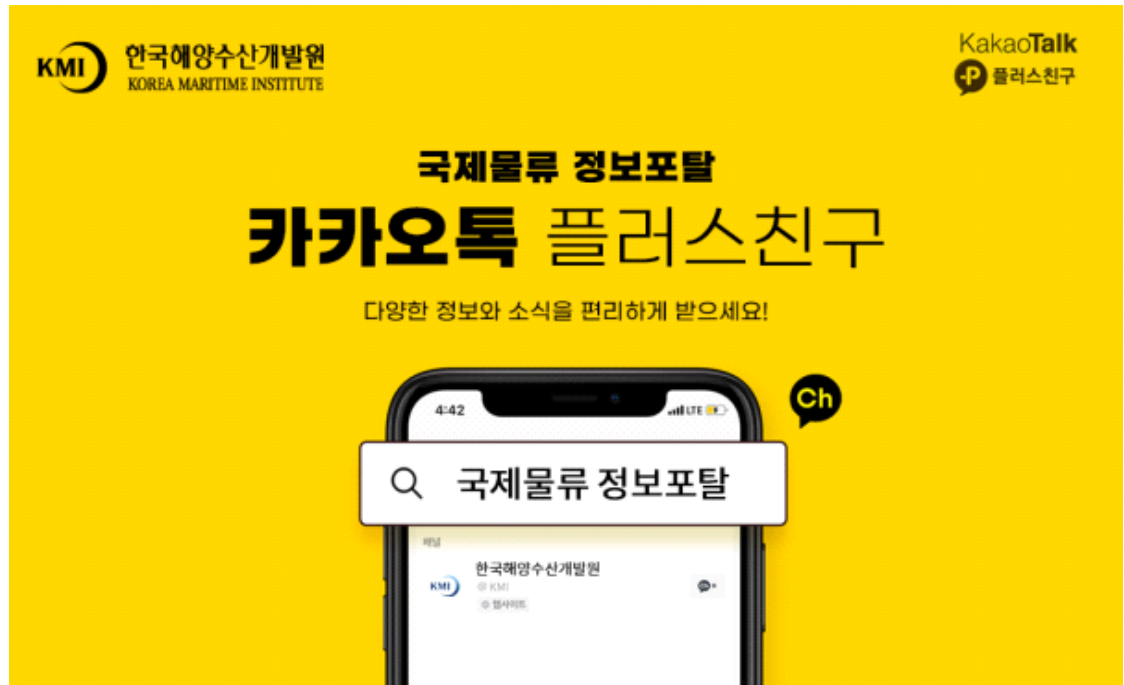 KMI 한국해양수산개발원
KOREA MARITIME INSTITUTE
KakaoTalk
P 플러스친구
국제물류 정보포탈
카카오톡 플러스친구
다양한 정보와 소식을 편리하게 받으세요!
Ch
4:42
LTE
국제물류 정보포탈
채널
KMI 한국해양수산개발원
@ KMI
웹사이트